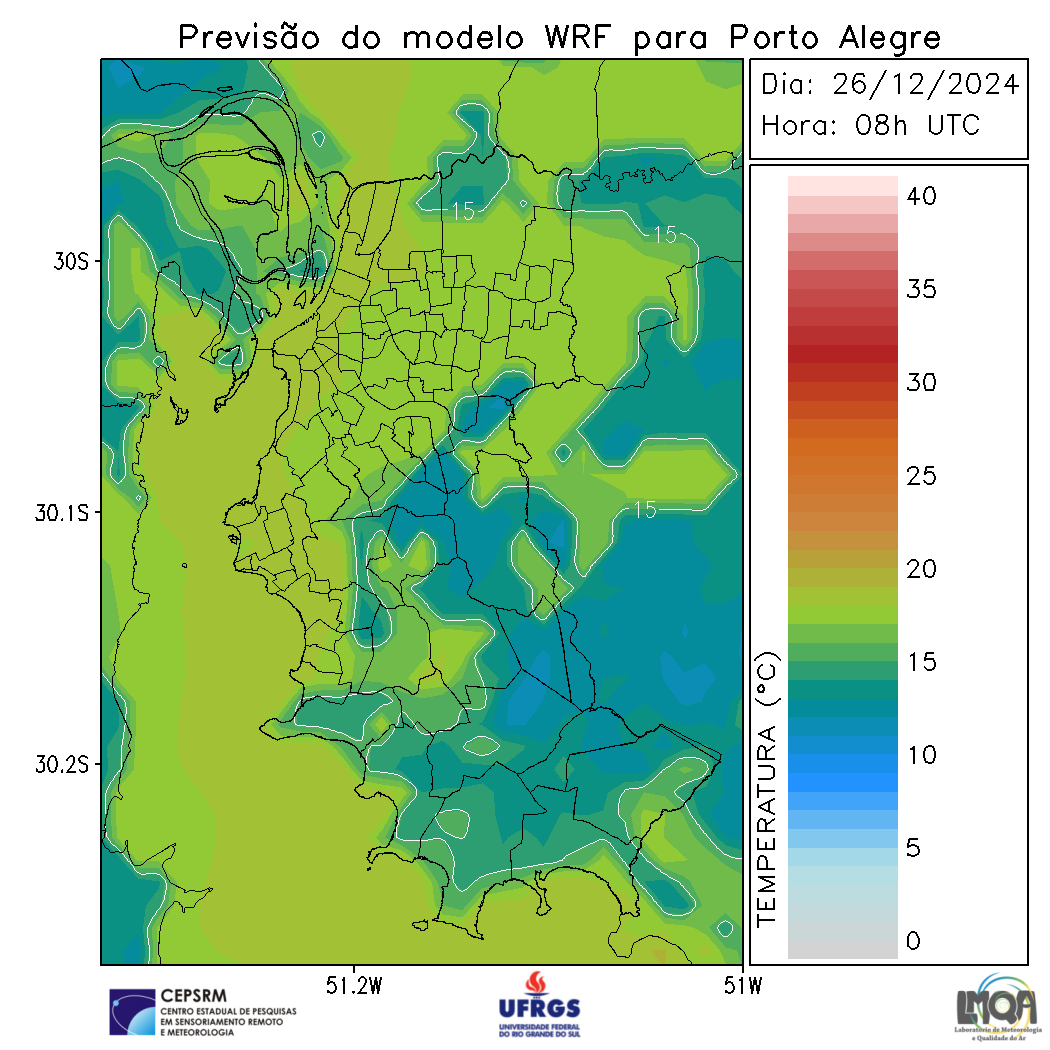 Previsão do modelo WRF para Porto Alegre
Dia: 26/12/2024
Hora: 08h UTC
40
35
30
25
20
15
10
5
0
TEMPERATURA (°C)
30S
30.1S
30.2S
51.2W
51W
15
15
15
CEPSRM
CENTRO ESTADUAL DE PESQUISAS
EM SENSORIAMENTO REMOTO
E METEOROLOGIA
UFRGS
UNIVERSIDADE FEDERAL
DO RIO GRANDE DO SUL
LMQA
Laboratório de Meteorologia
e Qualidade do Ar